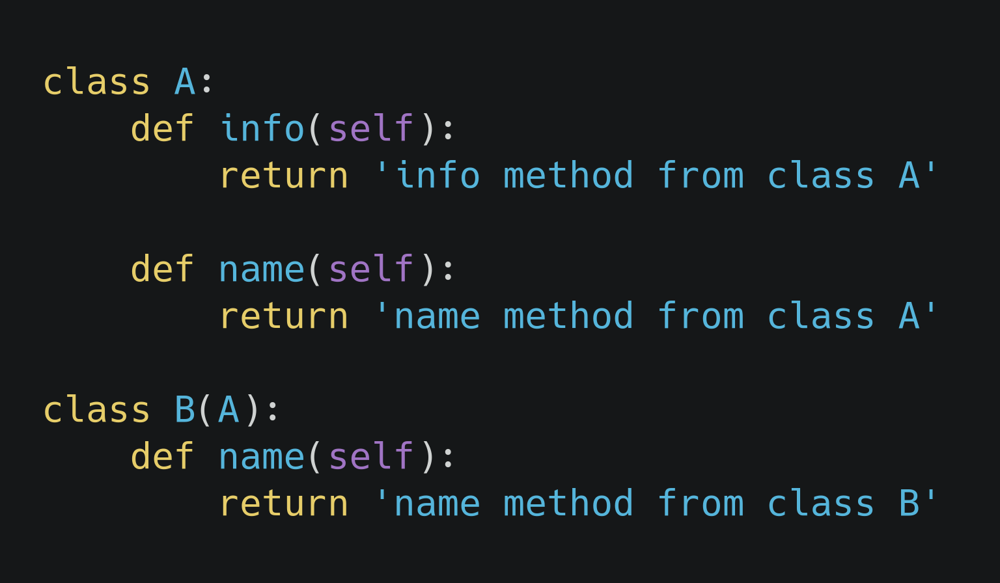 class A:
    def info(self):
        return 'info method from class A'

    def name(self):
        return 'name method from class A'

class B(A):
    def name(self):
        return 'name method from class B'